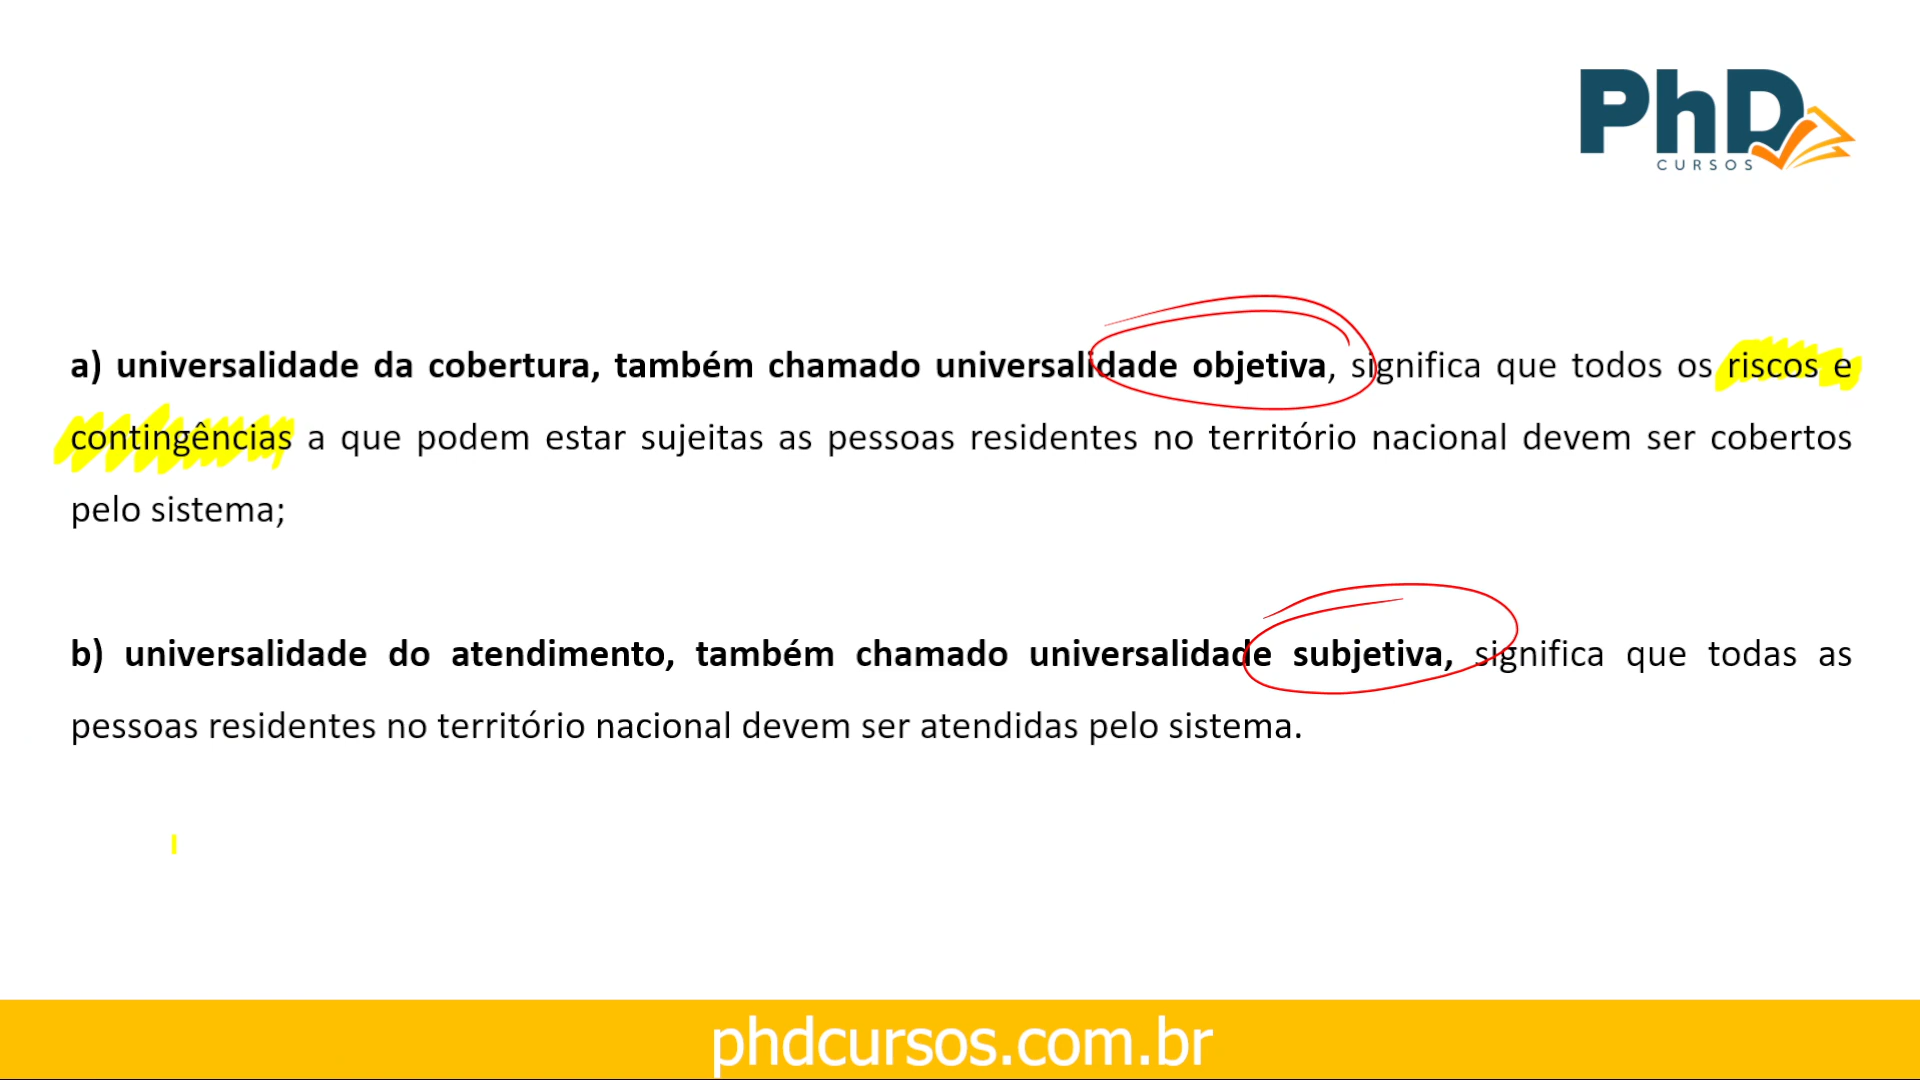 PhD
CURSOS
a) universalidade da cobertura, também chamado universalidade objetiva, significa que todos os riscos e
contingências a que podem estar sujeitas as pessoas residentes no território nacional devem ser cobertos
pelo sistema;
b) universalidade do atendimento, também chamado universalidade subjetiva, significa que todas as
pessoas residentes no território nacional devem ser atendidas pelo sistema.
phdcursos.com.br